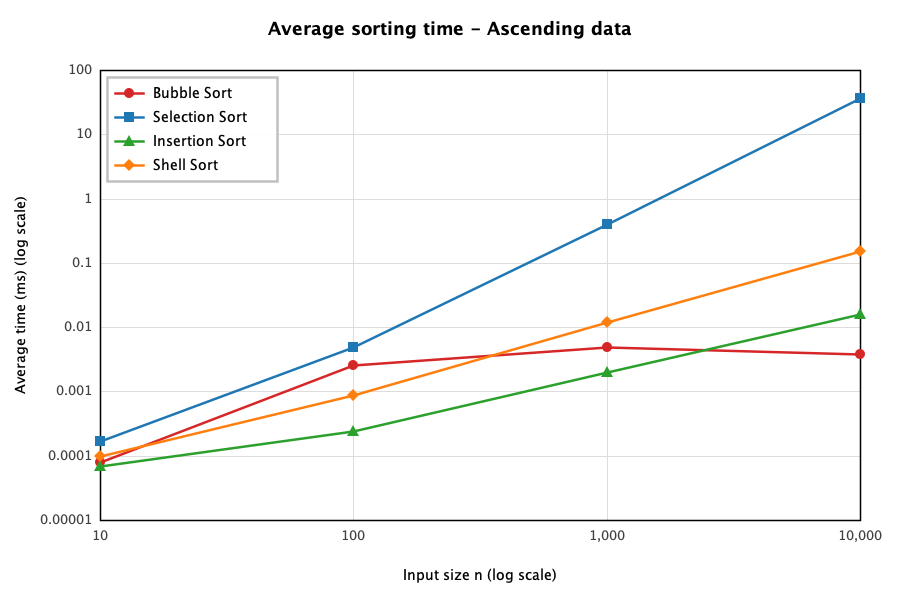 Average sorting time – Ascending data
100
10
1
0.1
0.01
0.001
0.0001
0.00001
Bubble Sort
Selection Sort
Insertion Sort
Shell Sort
Average time (ms) (log scale)
10
100
1,000
10,000
Input size n (log scale)